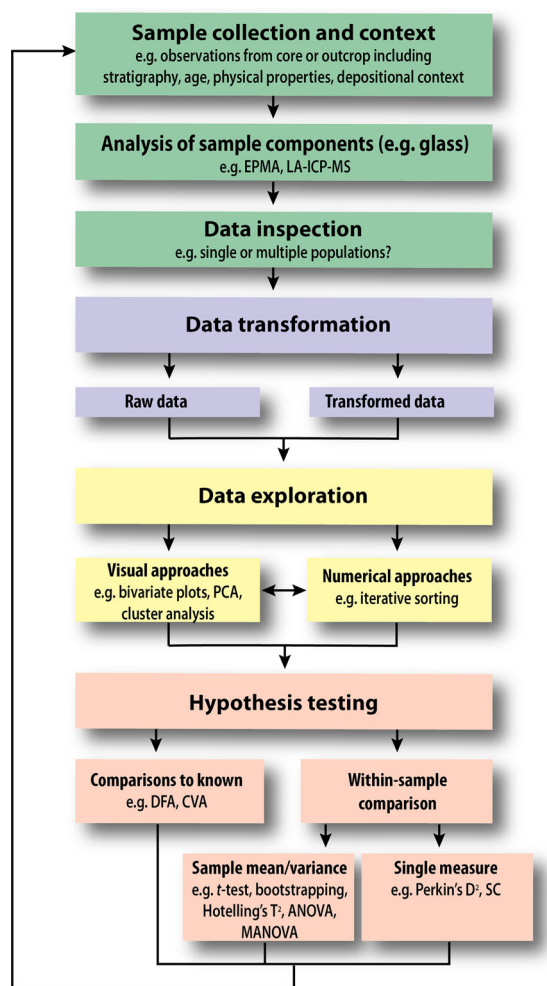 Sample collection and context
e.g. observations from core or outcrop including
stratigraphy, age, physical properties, depositional context
Analysis of sample components (e.g. glass)
e.g. EPMA, LA-ICP-MS
Data inspection
e.g. single or multiple populations?
Data transformation
Raw data
Transformed data
Data exploration
Visual approaches
e.g. bivariate plots, PCA,
cluster analysis
Numerical approaches
e.g. iterative sorting
Hypothesis testing
Comparisons to known
e.g. DFA, CVA
Within-sample
comparison
Sample mean/variance
e.g. t-test, bootstrapping,
Hotelling's T², ANOVA,
MANOVA
Single measure
e.g. Perkin's D², SC